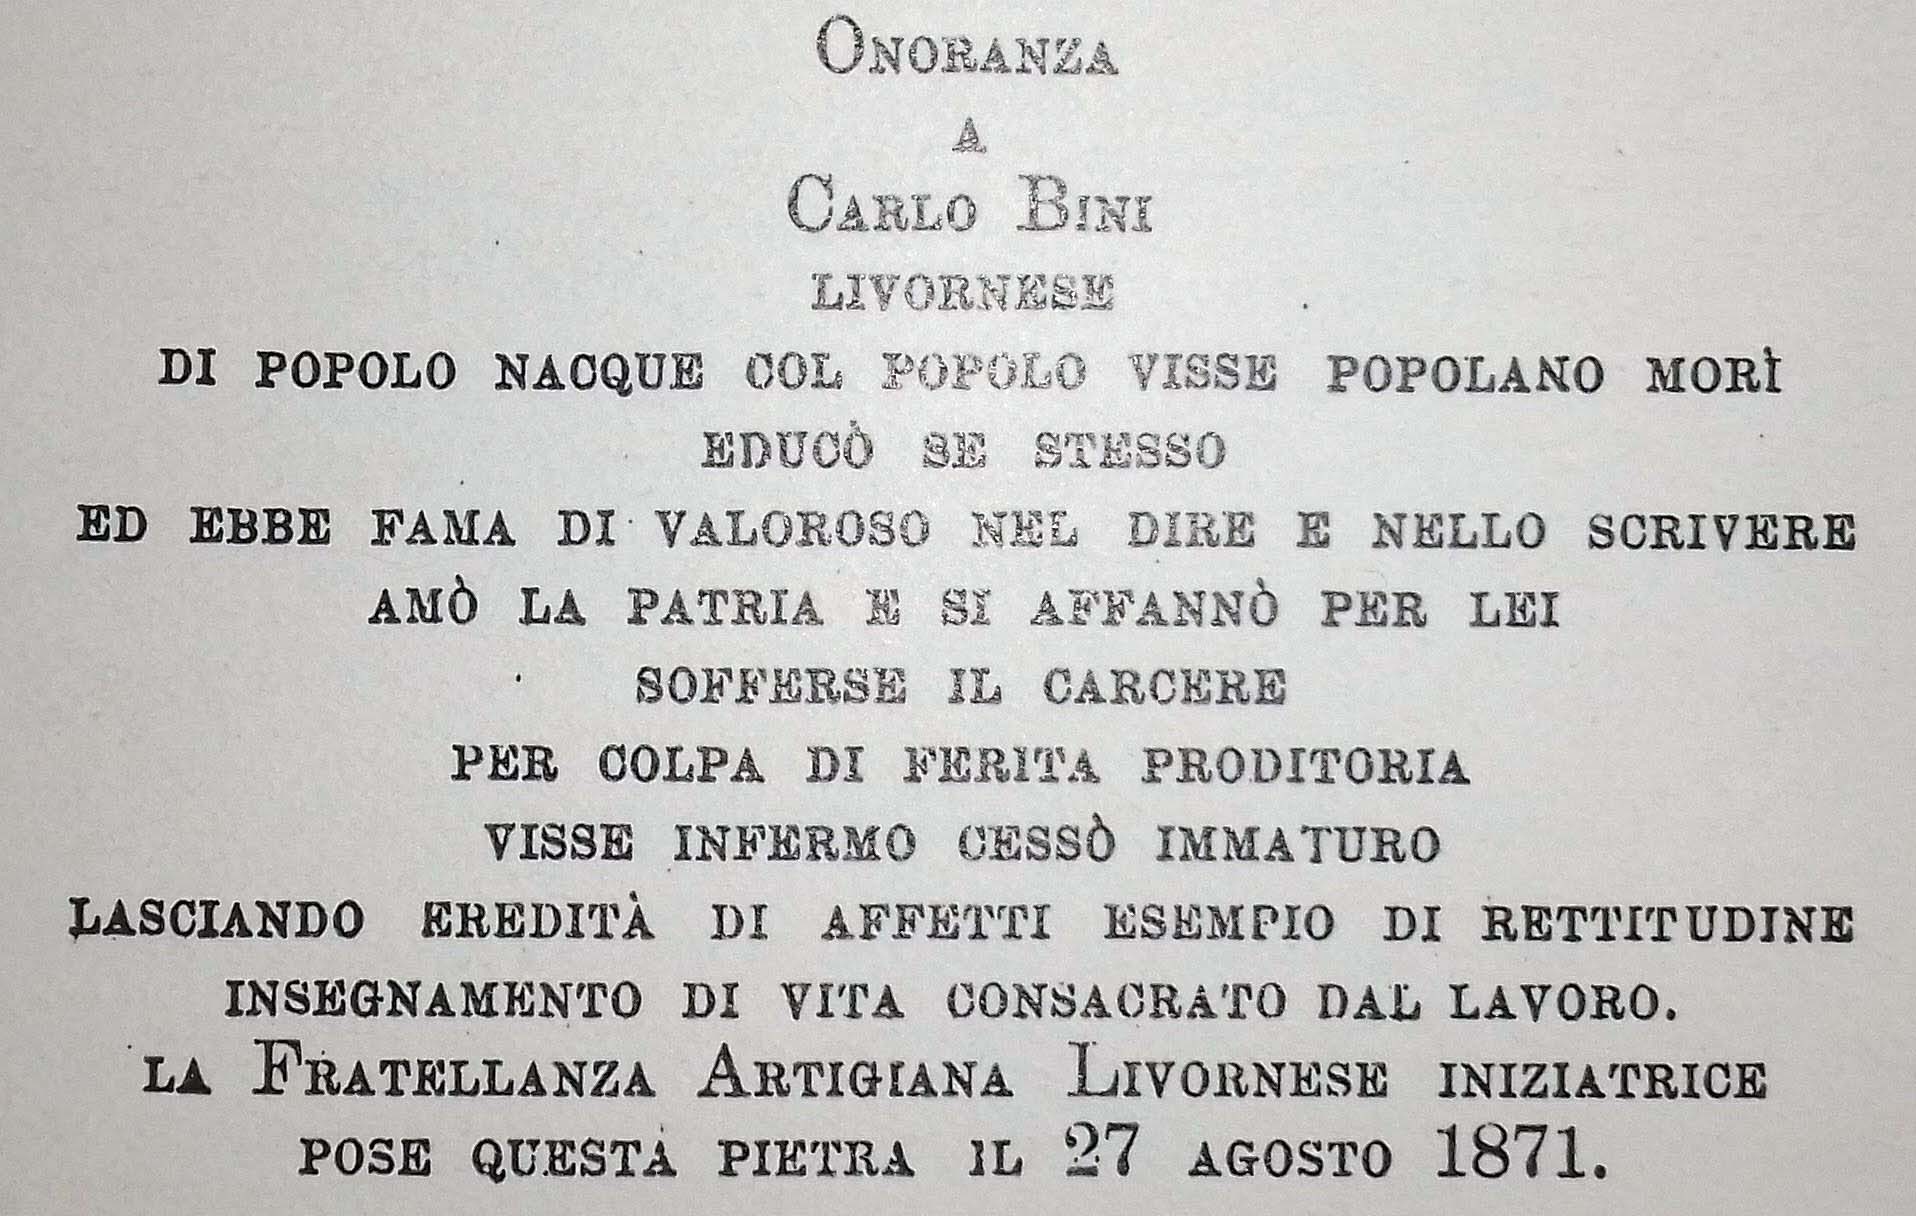 Onoranza
a
Carlo Bini
livornese
di popolo nacque col popolo visse popolano morì
educò se stesso
ed ebbe fama di valoroso nel dire e nello scrivere
amò la patria e si affannò per lei
sofferse il carcere
per colpa di ferita proditoria
visse infermo cessò immaturo
lasciando eredità di affetti esempio di rettitudine
insegnamento di vita consacrato dal lavoro.
la Fratellanza Artigiana Livornese iniziatrice
pose questa pietra il 27 agosto 1871.